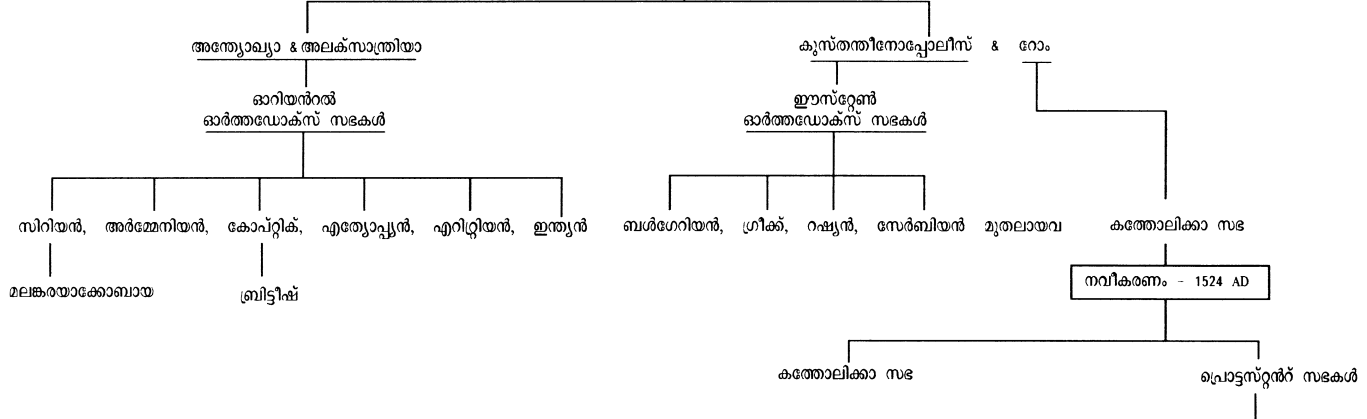 അന്ത്യോഖ്യാ & അലക്സാന്ത്രിയാ
കുസ്തന്തീനോപ്പോലീസ് & റോം
ഓറിയൻറൽ
ഓർത്തഡോക്സ് സഭകൾ
ഈസ്റ്റേൺ
ഓർത്തഡോക്സ് സഭകൾ
സിറിയൻ, അർമ്മേനിയൻ, കോപ്റ്റിക്, എത്യോപ്പ്യൻ, എറിട്രിയൻ, ഇന്ത്യൻ
ബൾഗേറിയൻ, ഗ്രീക്ക്, റഷ്യൻ, സേർബിയൻ മുതലായവ
കത്തോലിക്കാ സഭ
മലങ്കരയാക്കോബായ
ബ്രിട്ടീഷ്
നവീകരണം - 1524 AD
കത്തോലിക്കാ സഭ
പ്രൊട്ടസ്റ്റൻറ് സഭകൾ